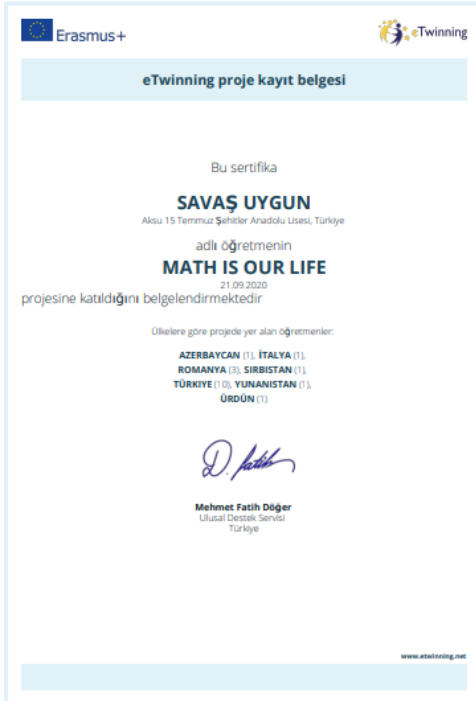 Erasmus+
eTwinning
eTwinning proje kayıt belgesi
Bu sertifika
SAVAŞ UYGUN
Aksu 15 Temmuz Şehitler Anadolu Lisesi, Türkiye
adlı öğretmenin
MATH IS OUR LIFE
21.09.2020
projesine katıldığını belgelendirmektedir
Ülkelere göre projede yer alan öğretmenler:
AZERBAYCAN (1), İTALYA (1),
ROMANYA (3), SIRBISTAN (1),
TÜRKIYE (10), YUNANISTAN (1),
ÜRDÜN (1)
D. fatih
Mehmet Fatih Döğer
Ulusal Destek Servisi
Türkiye
www.etwinning.net